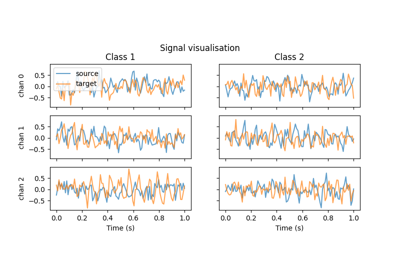 Signal visualisation
Class 1
Class 2
source
target
chan 0
0.5
0.0
−0.5
chan 1
0.5
0.0
−0.5
chan 2
0.5
0.0
−0.5
0.0 0.2 0.4 0.6 0.8 1.0
0.0 0.2 0.4 0.6 0.8 1.0
Time (s)
Time (s)